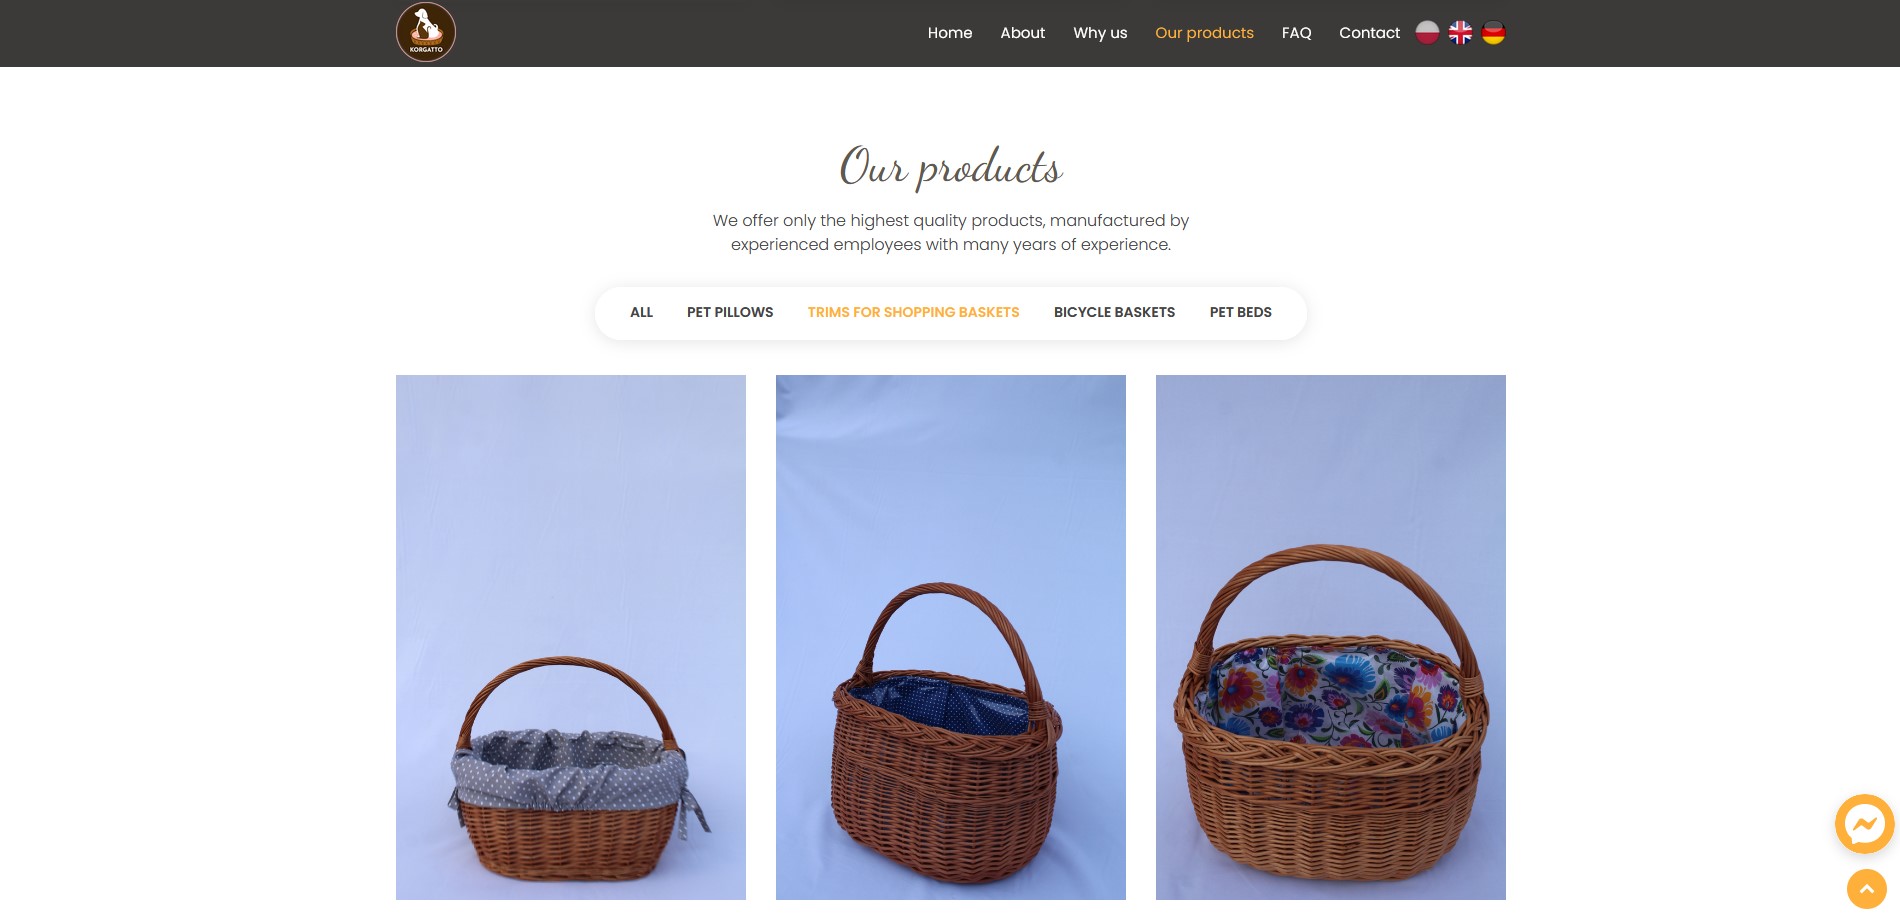 KORGATTO
Home About Why us Our products FAQ Contact
Our products
We offer only the highest quality products, manufactured by
experienced employees with many years of experience.
ALL PET PILLOWS TRIMS FOR SHOPPING BASKETS BICYCLE BASKETS PET BEDS